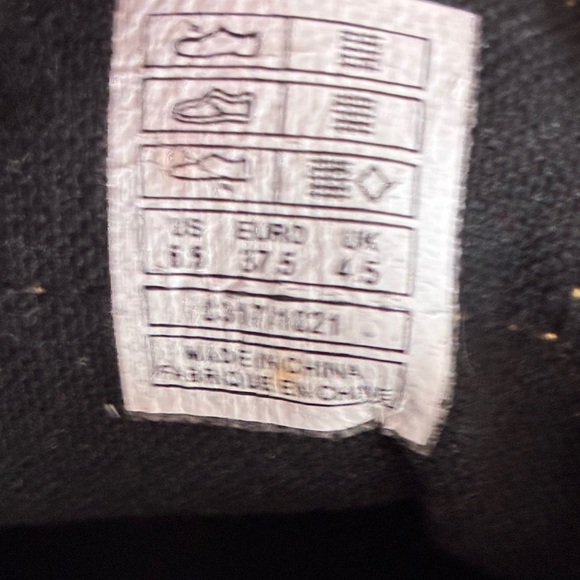 US EURO UK
6.5 37.5 4.5
MADE IN CHINA
FABRIQUE EN CHINE